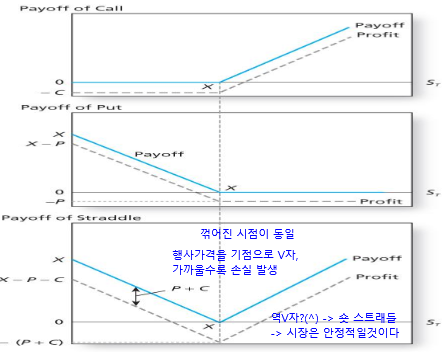 Payoff of Call
Payoff
Profit
0
X
S_T
− C
Payoff of Put
X
X − P
Payoff
X
0
S_T
−P
Profit
Payoff of Straddle
꺾어진 시점이 동일
X
행사가격을 기점으로 V자,
Payoff
가까울수록 손실 발생
X − P − C
P + C
Profit
역V자?(^) -> 숏 스트래들
0
X
S_T
-> 시장은 안정적일것이다
− (P + C)